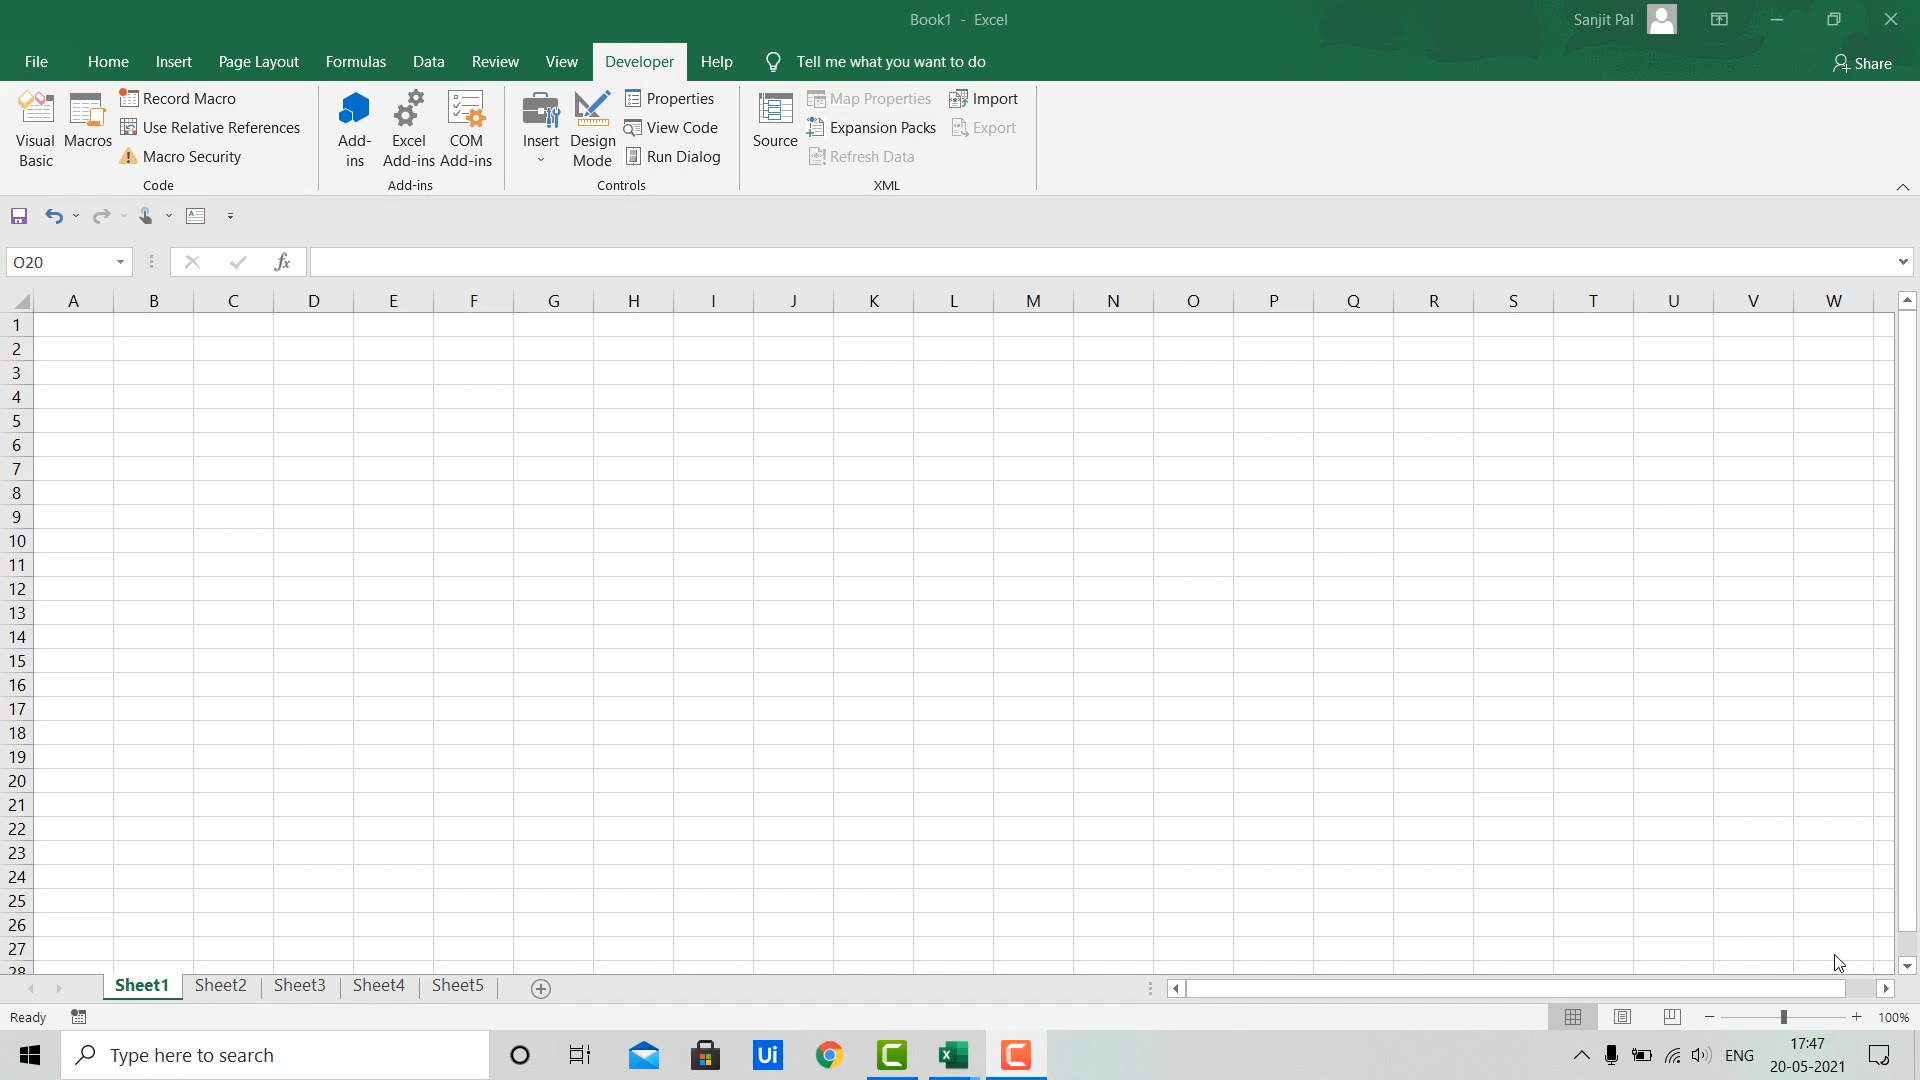 Book1 - Excel
Sanjit Pal
File Home Insert Page Layout Formulas Data Review View Developer Help Tell me what you want to do Share
Visual Basic
Macros
Record Macro
Use Relative References
Macro Security
Code
Add-ins
Excel Add-ins
COM Add-ins
Add-ins
Insert
Design Mode
Properties
View Code
Run Dialog
Controls
Source
Map Properties
Expansion Packs
Refresh Data
Import
Export
XML
O20
fx
A B C D E F G H I J K L M N O P Q R S T U V W
1
2
3
4
5
6
7
8
9
10
11
12
13
14
15
16
17
18
19
20
21
22
23
24
25
26
27
28
Sheet1 Sheet2 Sheet3 Sheet4 Sheet5
Ready
100%
Type here to search
Ui
ENG
17:47
20-05-2021